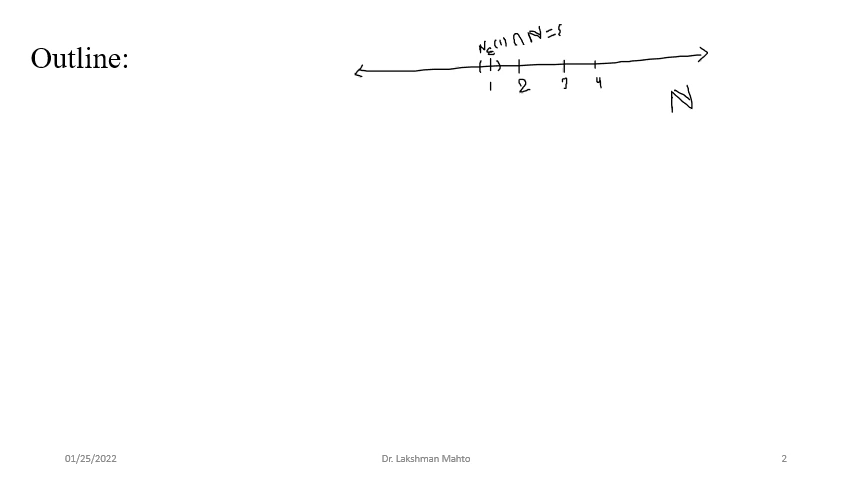 Outline:
N_ε(1) ∩ ℕ = {
1 2 3 4
ℕ
01/25/2022 Dr. Lakshman Mahto 2